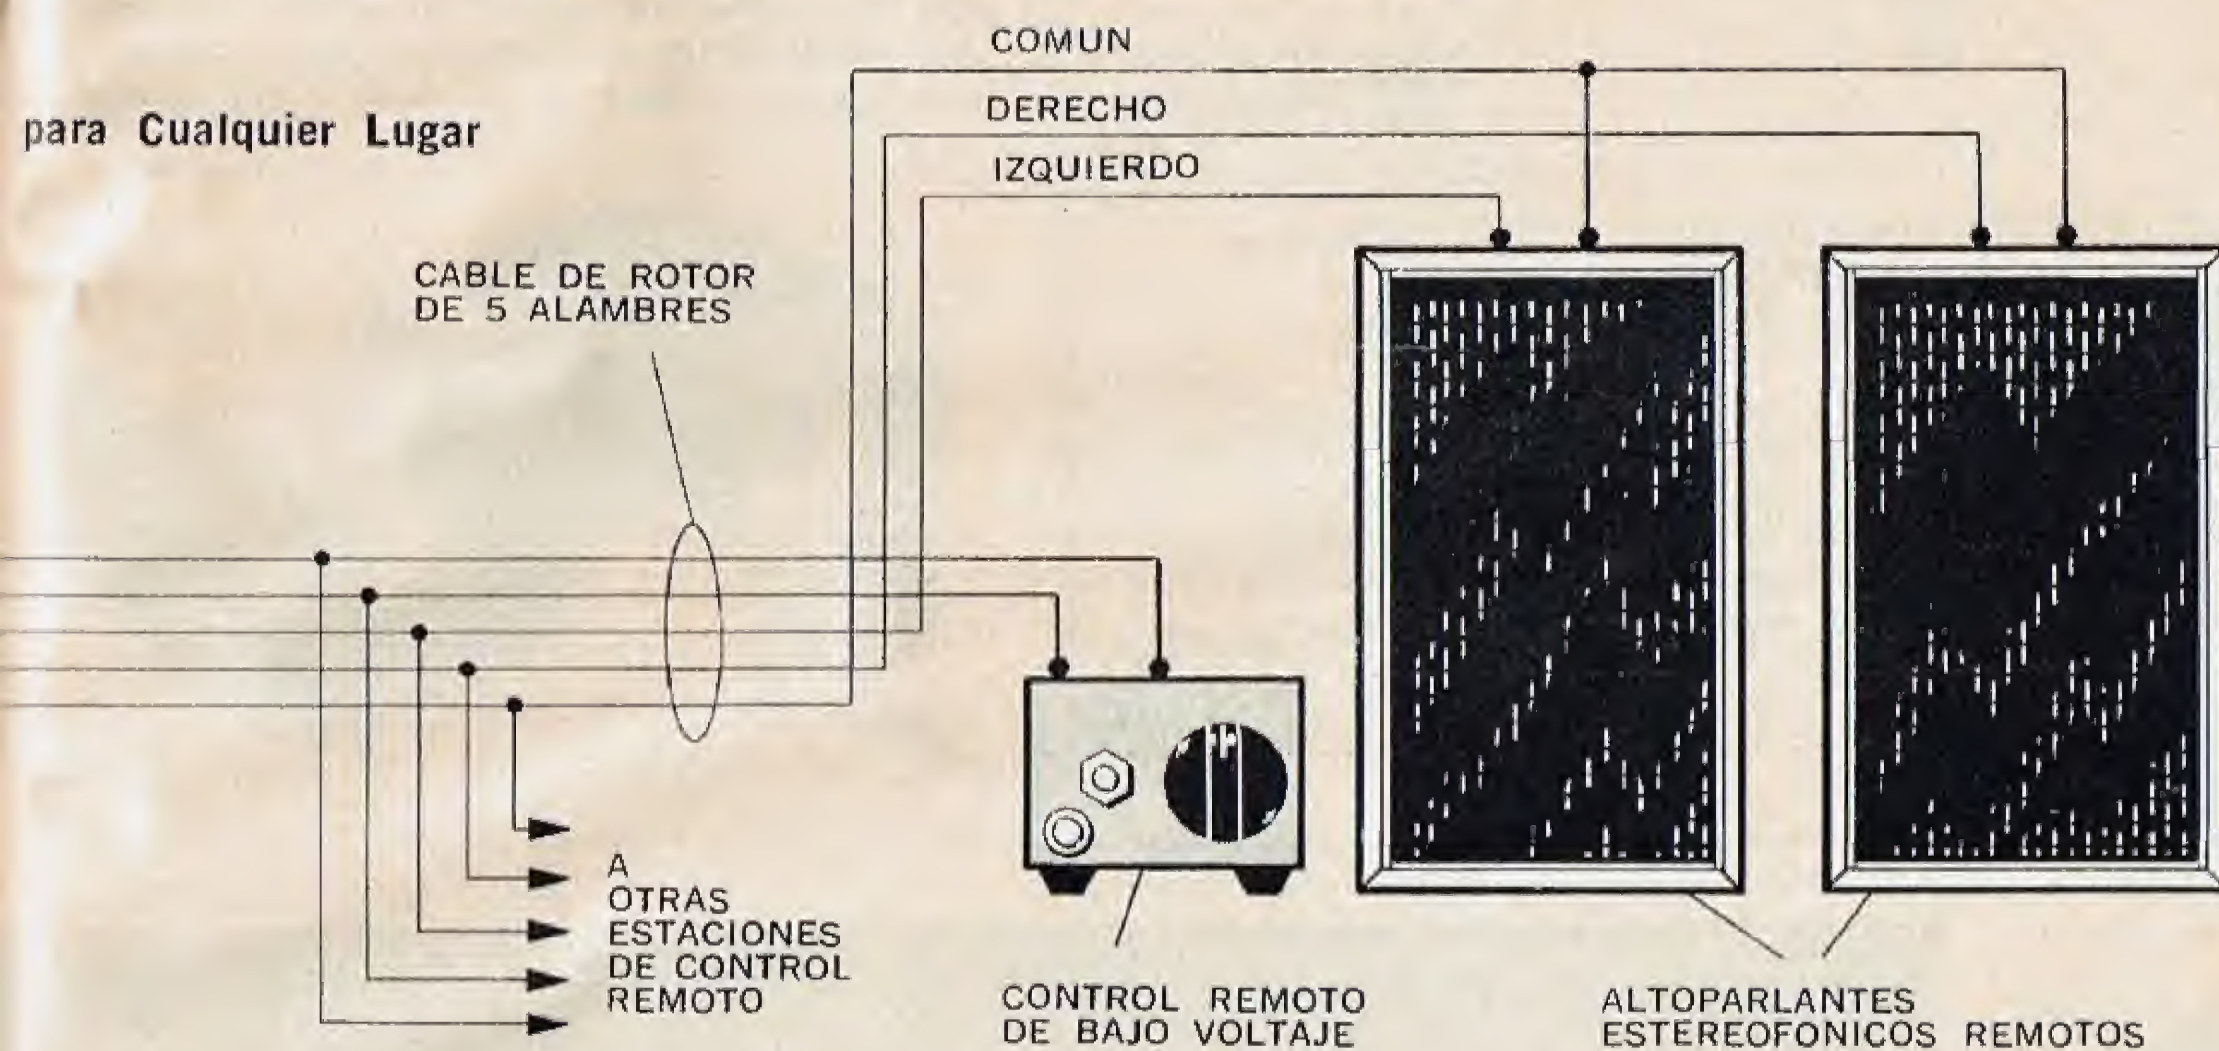 COMUN
DERECHO
para Cualquier Lugar
IZQUIERDO
CABLE DE ROTOR
DE 5 ALAMBRES
A
OTRAS
ESTACIONES
DE CONTROL
REMOTO
CONTROL REMOTO
DE BAJO VOLTAJE
ALTOPARLANTES
ESTEREOFONICOS REMOTOS